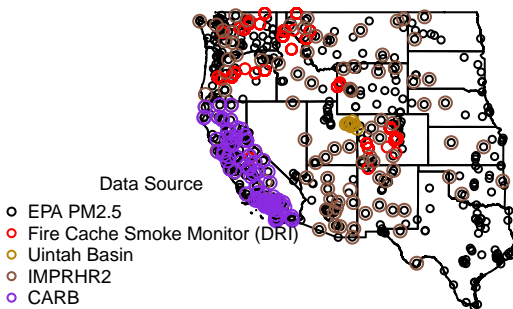 Data Source
EPA PM2.5
Fire Cache Smoke Monitor (DRI)
Uintah Basin
IMPRHR2
CARB